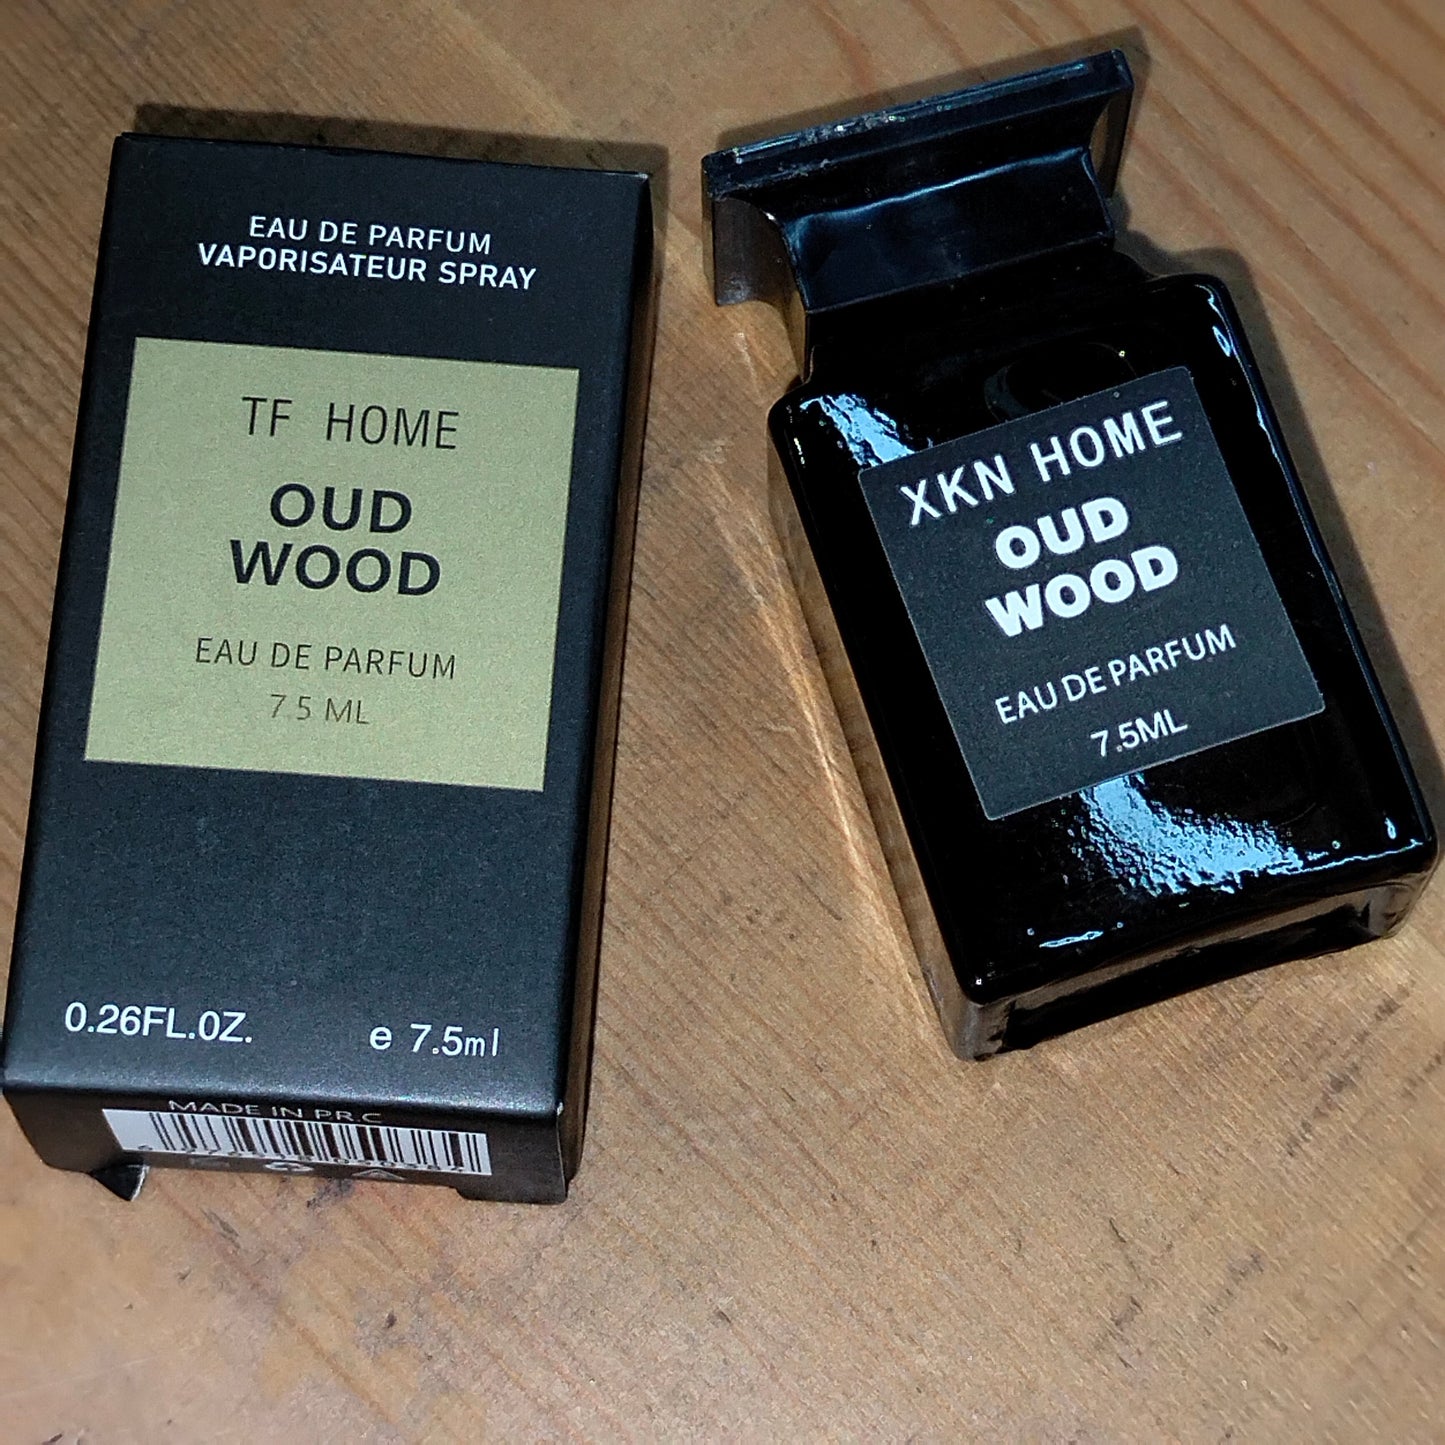 EAU DE PARFUM
VAPORISATEUR SPRAY
TF HOME
OUD
WOOD
EAU DE PARFUM
7.5 ML
0.26FL.OZ.
e 7.5ml
MADE IN PR.C
XKN HOME
OUD
WOOD
EAU DE PARFUM
7.5ML